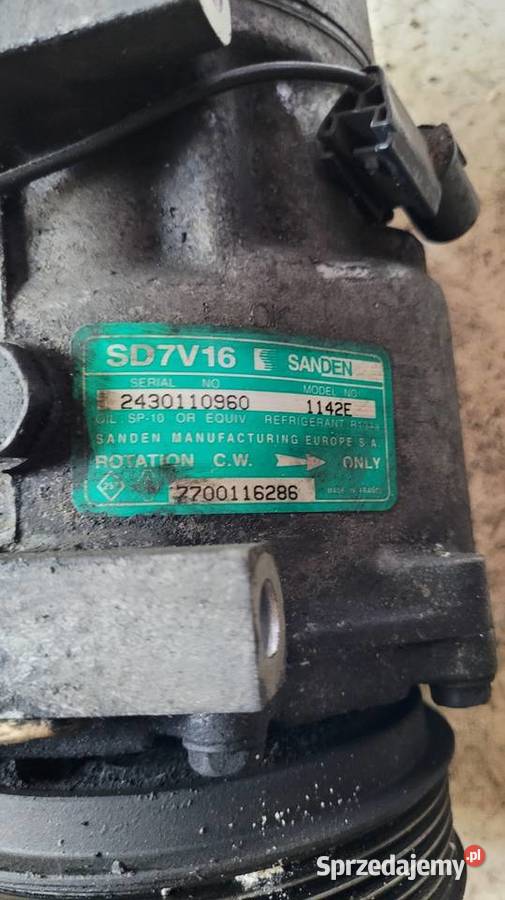 SD7V16 SANDEN
SERIAL NO MODEL NO
2430110960 1142E
OIL SP-10 OR EQUIV REFRIGERANT
SANDEN MANUFACTURING EUROPE S.A
ROTATION C.W. ONLY
7700116286 MADE IN FRANCE
Sprzedajemy.pl